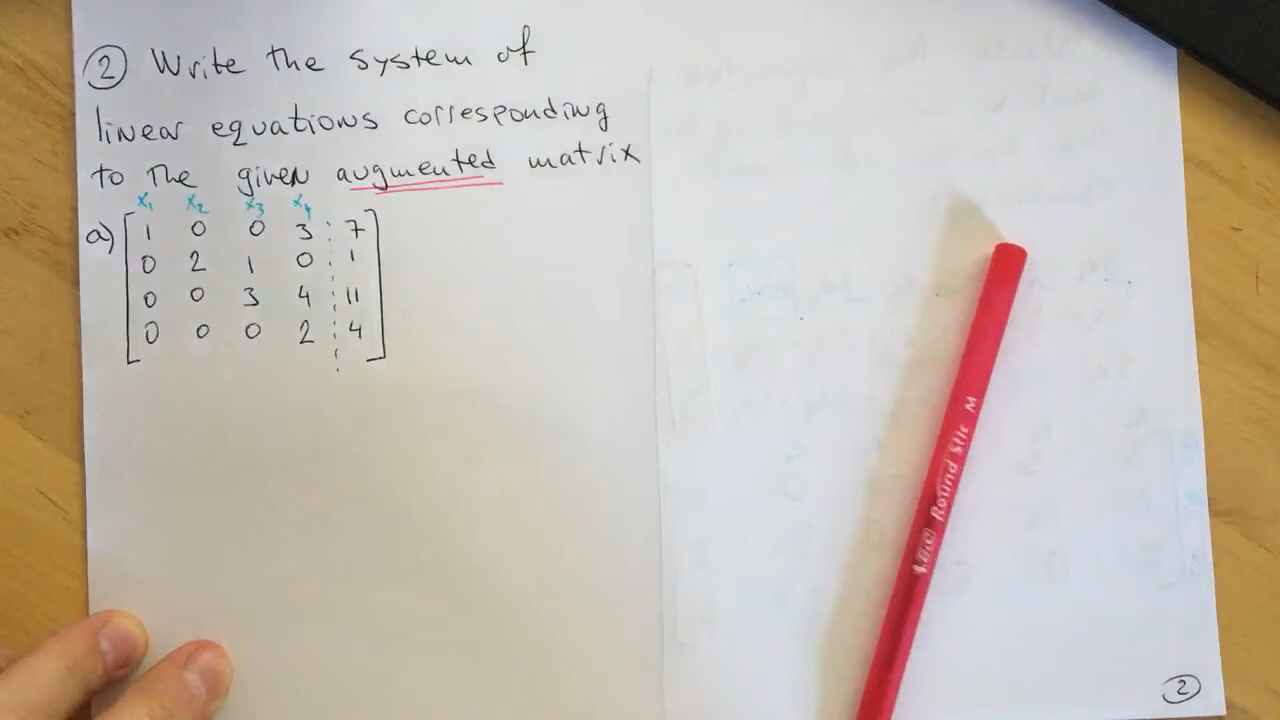 ② Write the system of
linear equations corresponding
to the given augmented matrix
x₁ x₂ x₃ x₄
a) [ 1 0 0 3 ⋮ 7 ]
0 2 1 0 ⋮ 1
0 0 3 4 ⋮ 11
0 0 0 2 ⋮ 4
Round Stic M
②